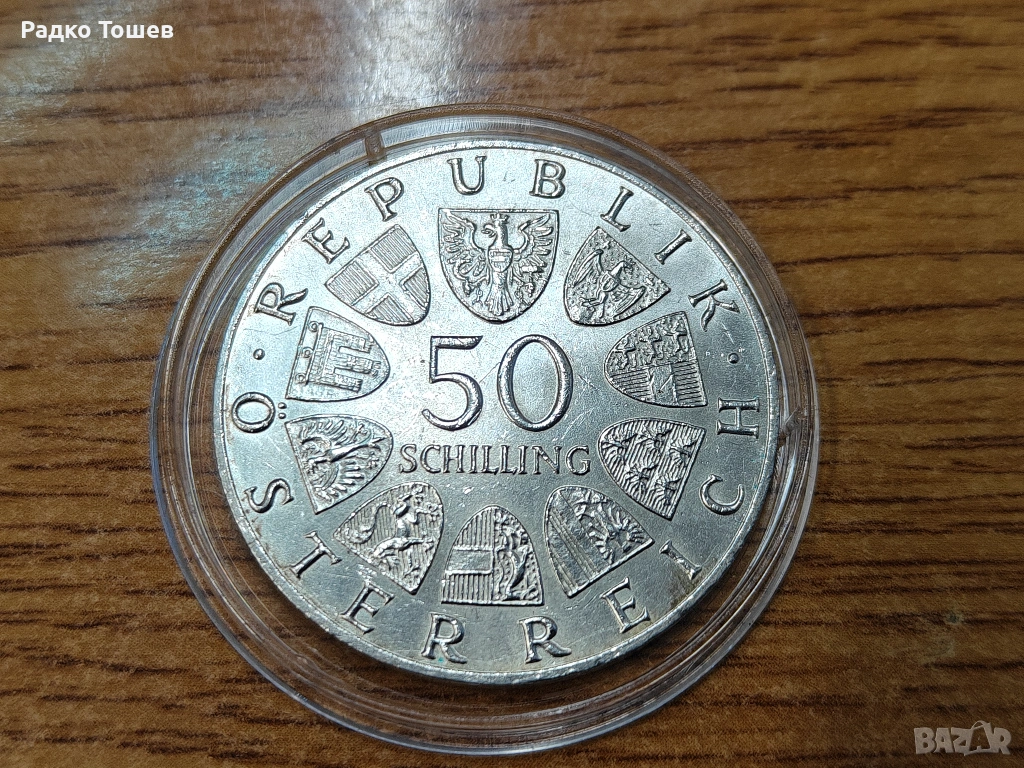 Радко Тошев
REPUBLIK
50
SCHILLING
· ÖSTERREICH ·
BAZAR